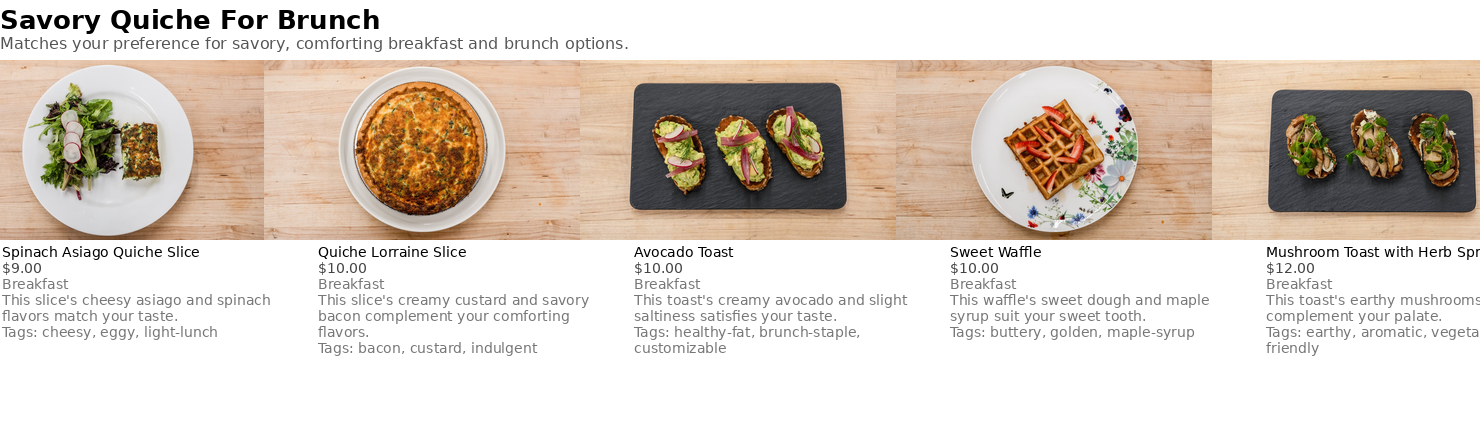 Savory Quiche For Brunch
Matches your preference for savory, comforting breakfast and brunch options.
Spinach Asiago Quiche Slice
$9.00
Breakfast
This slice's cheesy asiago and spinach
flavors match your taste.
Tags: cheesy, eggy, light-lunch
Quiche Lorraine Slice
$10.00
Breakfast
This slice's creamy custard and savory
bacon complement your comforting
flavors.
Tags: bacon, custard, indulgent
Avocado Toast
$10.00
Breakfast
This toast's creamy avocado and slight
saltiness satisfies your taste.
Tags: healthy-fat, brunch-staple,
customizable
Sweet Waffle
$10.00
Breakfast
This waffle's sweet dough and maple
syrup suit your sweet tooth.
Tags: buttery, golden, maple-syrup
Mushroom Toast with Herb
$12.00
Breakfast
This toast's earthy mushrooms
complement your palate.
Tags: earthy, aromatic,
friendly